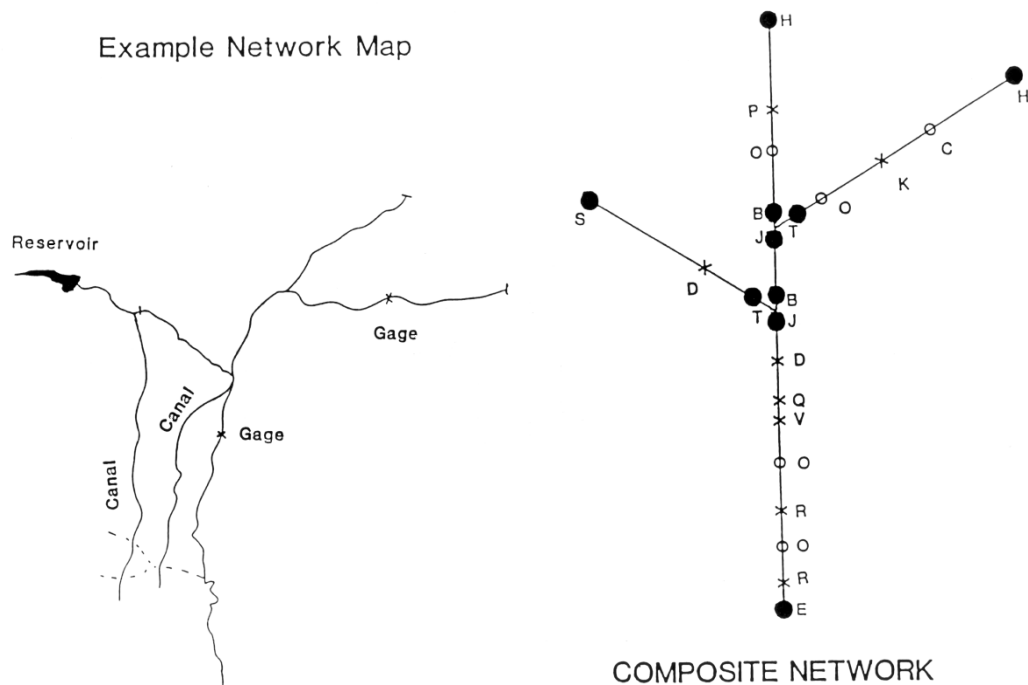 Example Network Map
Reservoir
Gage
Canal
Gage
Canal
H
H
P
C
O
K
O
S
B
T
J
D
B
T
J
D
Q
V
O
R
O
R
E
COMPOSITE NETWORK